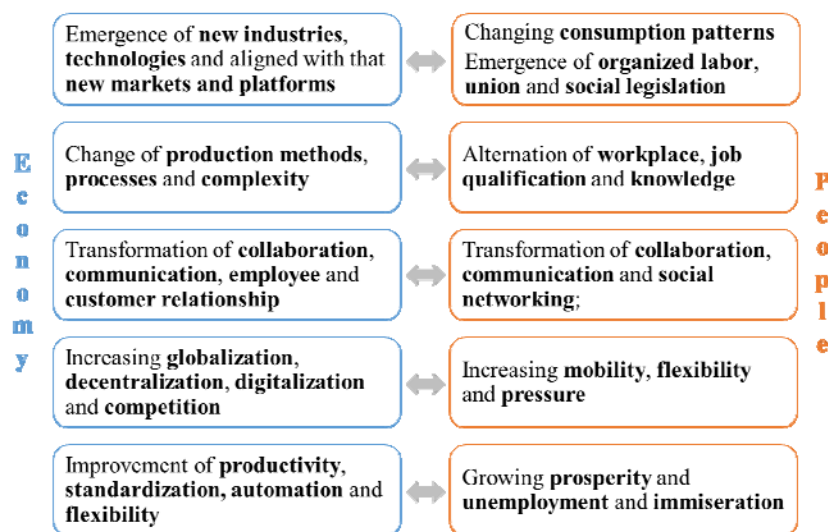 Emergence of new industries,
technologies and aligned with that
new markets and platforms
Changing consumption patterns
Emergence of organized labor,
union and social legislation
Economy
Change of production methods,
processes and complexity
Alternation of workplace, job
qualification and knowledge
People
Transformation of collaboration,
communication, employee and
customer relationship
Transformation of collaboration,
communication and social
networking;
Increasing globalization,
decentralization, digitalization
and competition
Increasing mobility, flexibility
and pressure
Improvement of productivity,
standardization, automation and
flexibility
Growing prosperity and
unemployment and immiseration